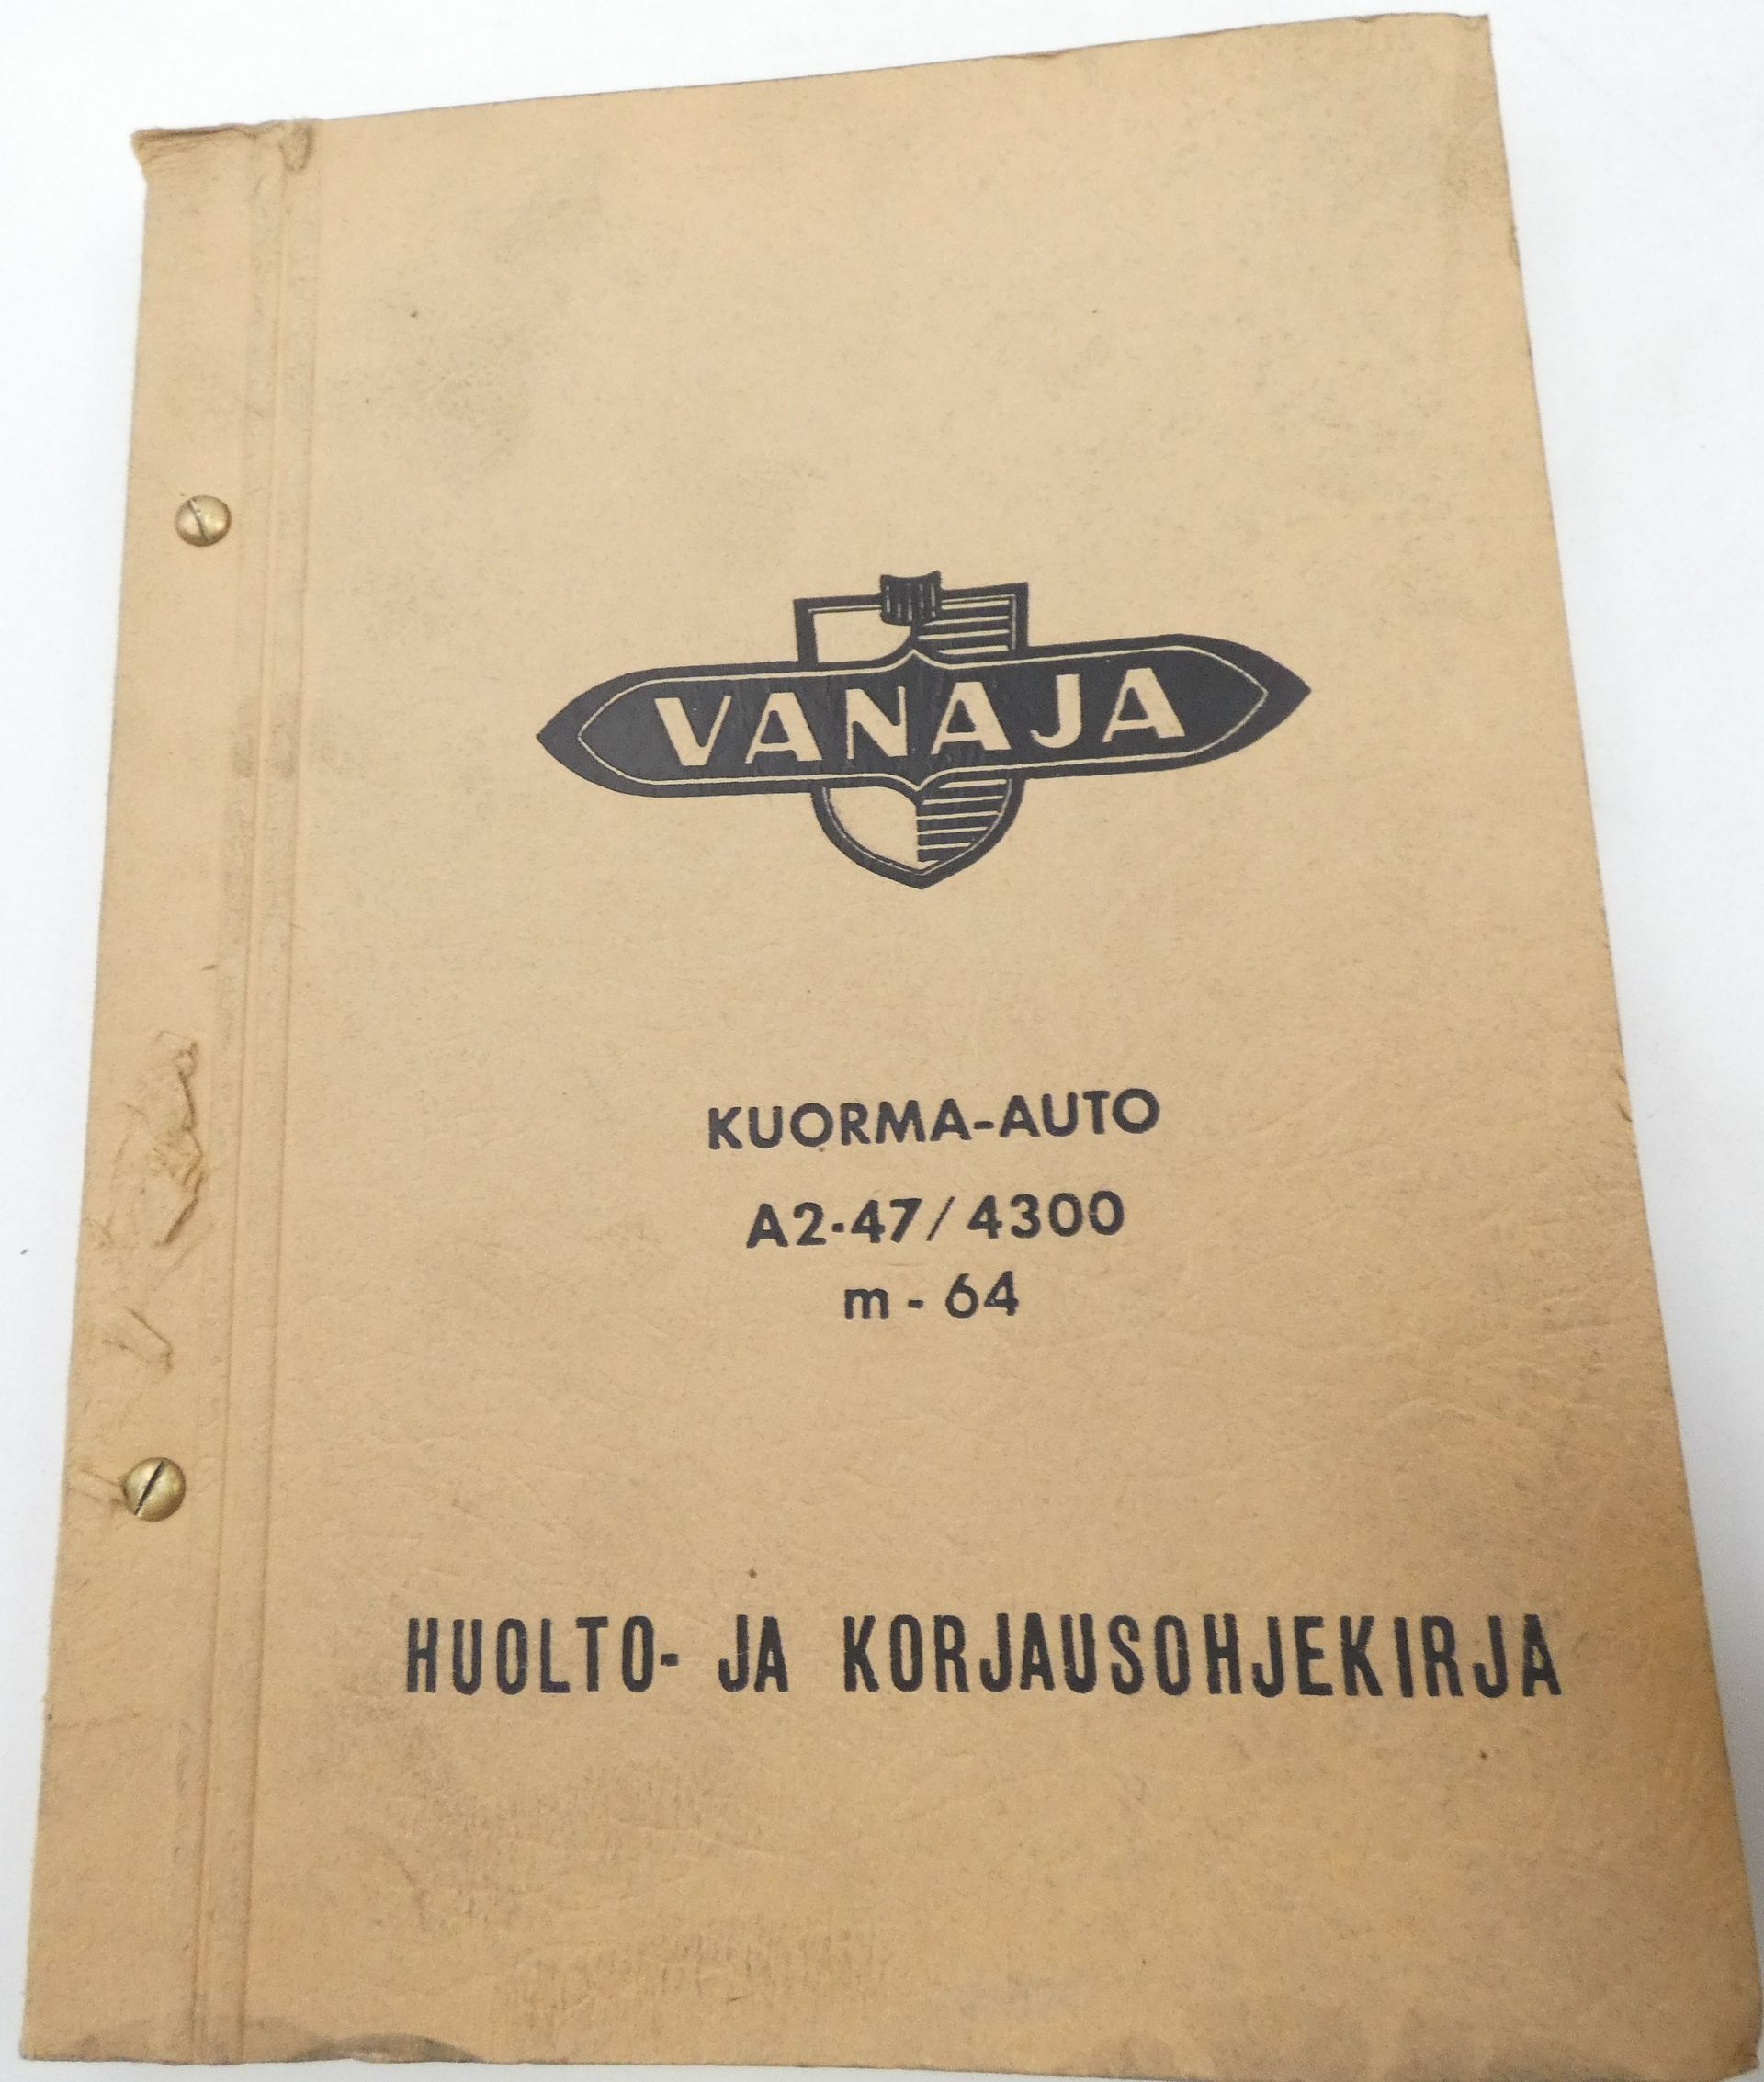 VANAJA
KUORMA-AUTO
A2-47/4300
m - 64
HUOLTO- JA KORJAUSOHJEKIRJA